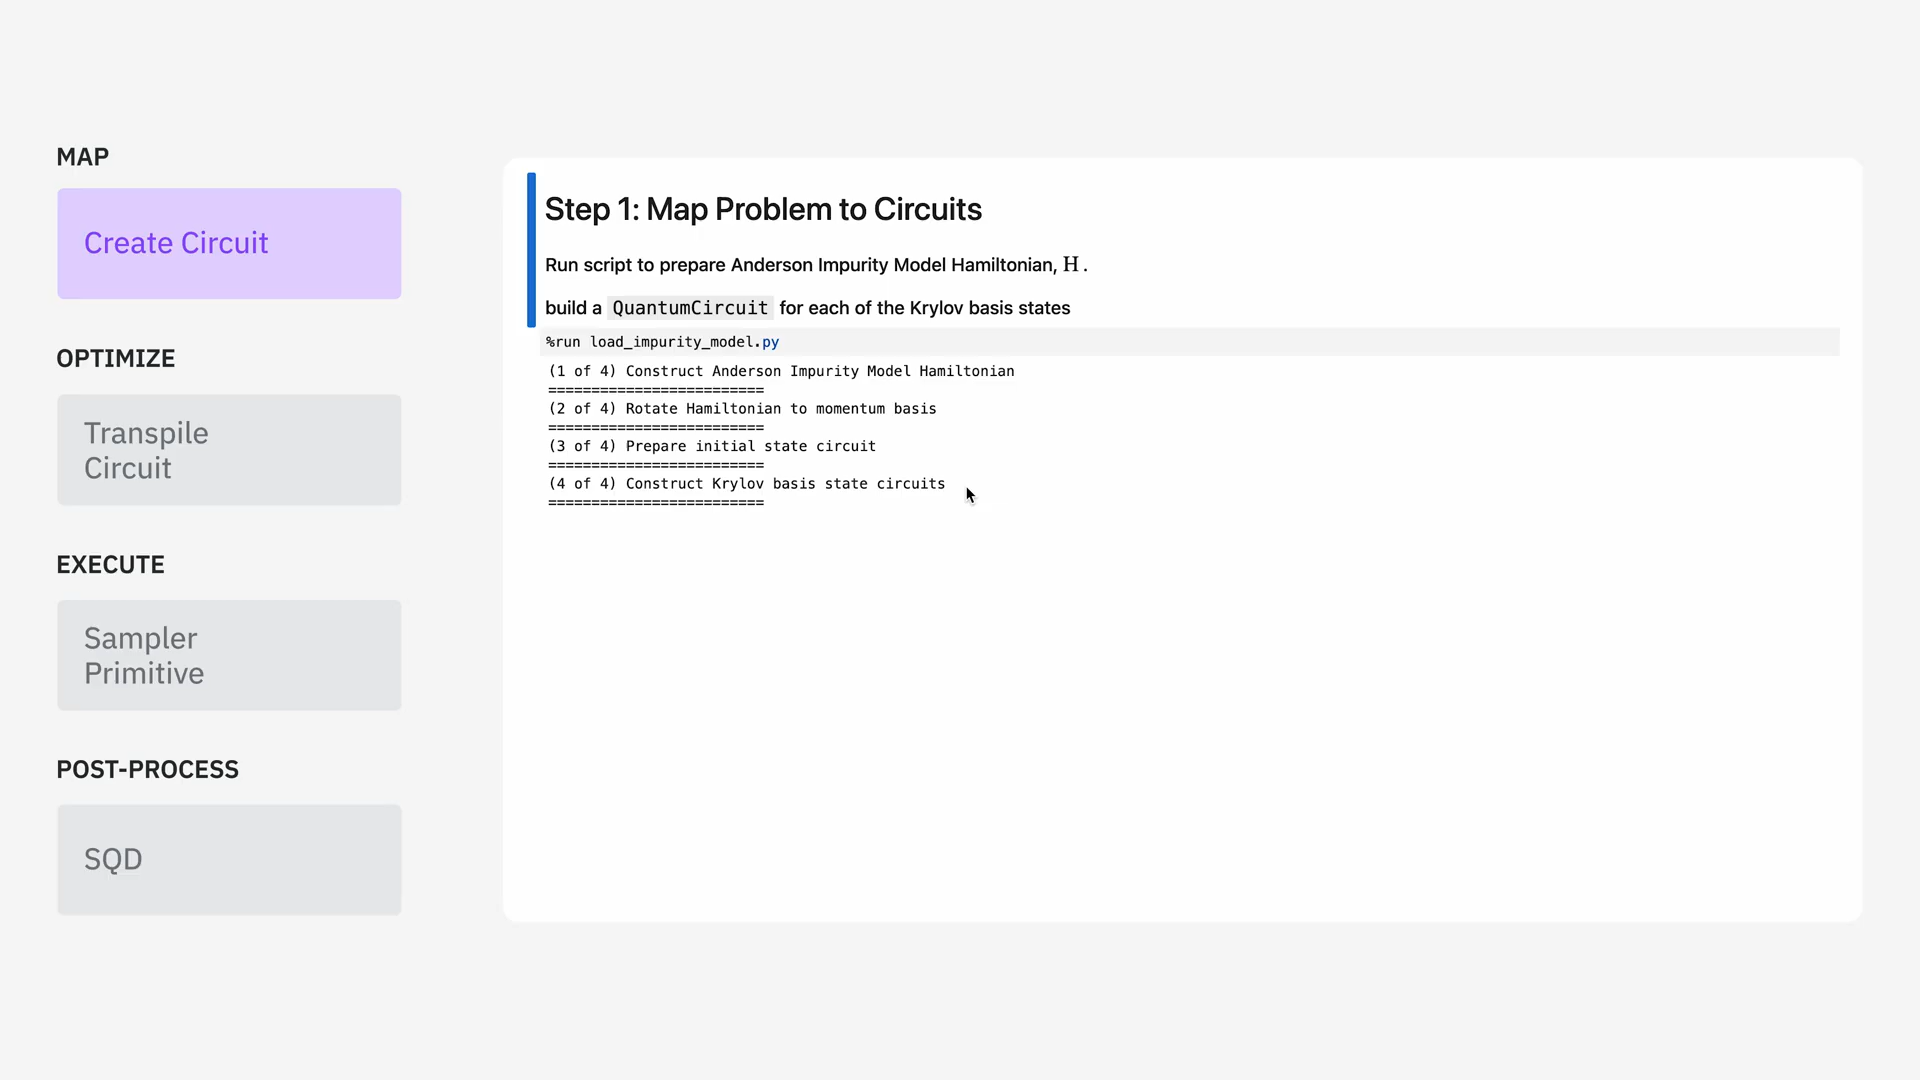 MAP
Create Circuit
OPTIMIZE
Transpile
Circuit
EXECUTE
Sampler
Primitive
POST-PROCESS
SQD
Step 1: Map Problem to Circuits
Run script to prepare Anderson Impurity Model Hamiltonian, H .
build a QuantumCircuit for each of the Krylov basis states
%run load_impurity_model.py
(1 of 4) Construct Anderson Impurity Model Hamiltonian
=========================
(2 of 4) Rotate Hamiltonian to momentum basis
=========================
(3 of 4) Prepare initial state circuit
=========================
(4 of 4) Construct Krylov basis state circuits
=========================